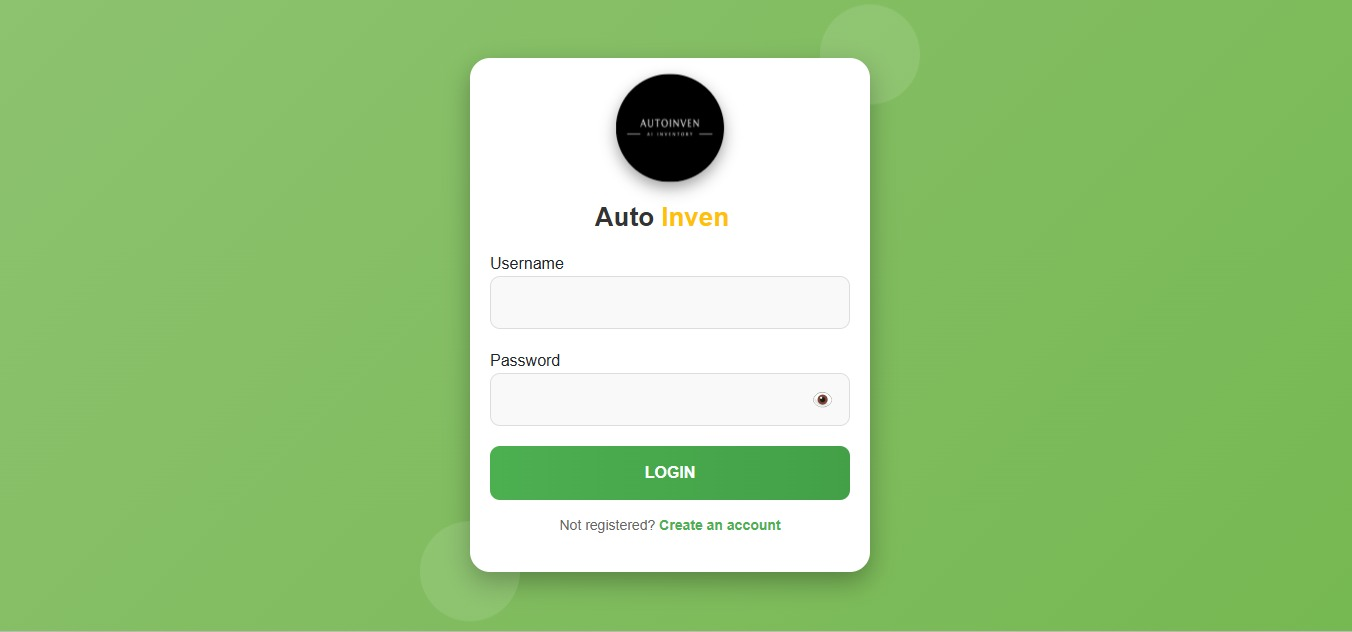 AUTOINVEN
AI INVENTORY
Auto Inven
Username
Password
LOGIN
Not registered? Create an account